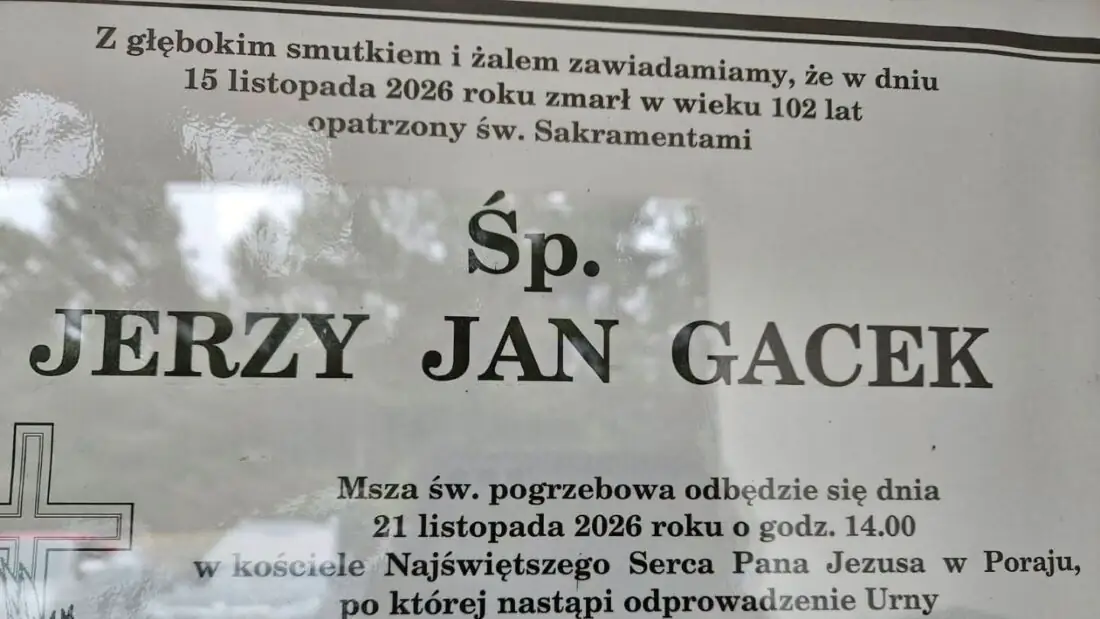 Z głębokim smutkiem i żalem zawiadamiamy, że w dniu
15 listopada 2026 roku zmarł w wieku 102 lat
opatrzony św. Sakramentami
Śp.
JERZY JAN GACEK
Msza św. pogrzebowa odbędzie się dnia
21 listopada 2026 roku o godz. 14.00
w kościele Najświętszego Serca Pana Jezusa w Poraju,
po której nastąpi odprowadzenie Urny